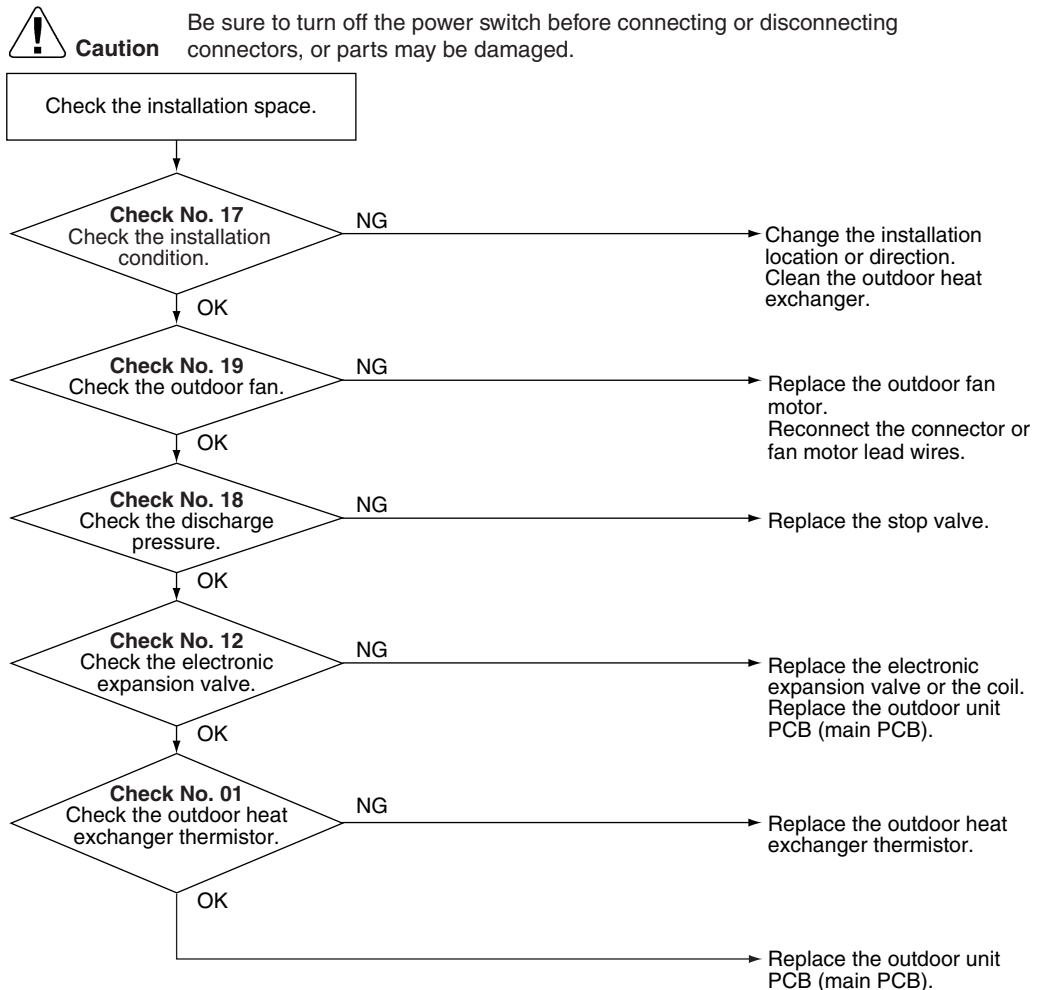 Be sure to turn off the power switch before connecting or disconnecting
Caution connectors, or parts may be damaged.
Check the installation space.
Check No. 17
Check the installation
condition.
NG
Change the installation
location or direction.
Clean the outdoor heat
exchanger.
OK
Check No. 19
Check the outdoor fan.
NG
Replace the outdoor fan
motor.
Reconnect the connector or
fan motor lead wires.
OK
Check No. 18
Check the discharge
pressure.
NG
Replace the stop valve.
OK
Check No. 12
Check the electronic
expansion valve.
NG
Replace the electronic
expansion valve or the coil.
Replace the outdoor unit
PCB (main PCB).
OK
Check No. 01
Check the outdoor heat
exchanger thermistor.
NG
Replace the outdoor heat
exchanger thermistor.
OK
Replace the outdoor unit
PCB (main PCB).